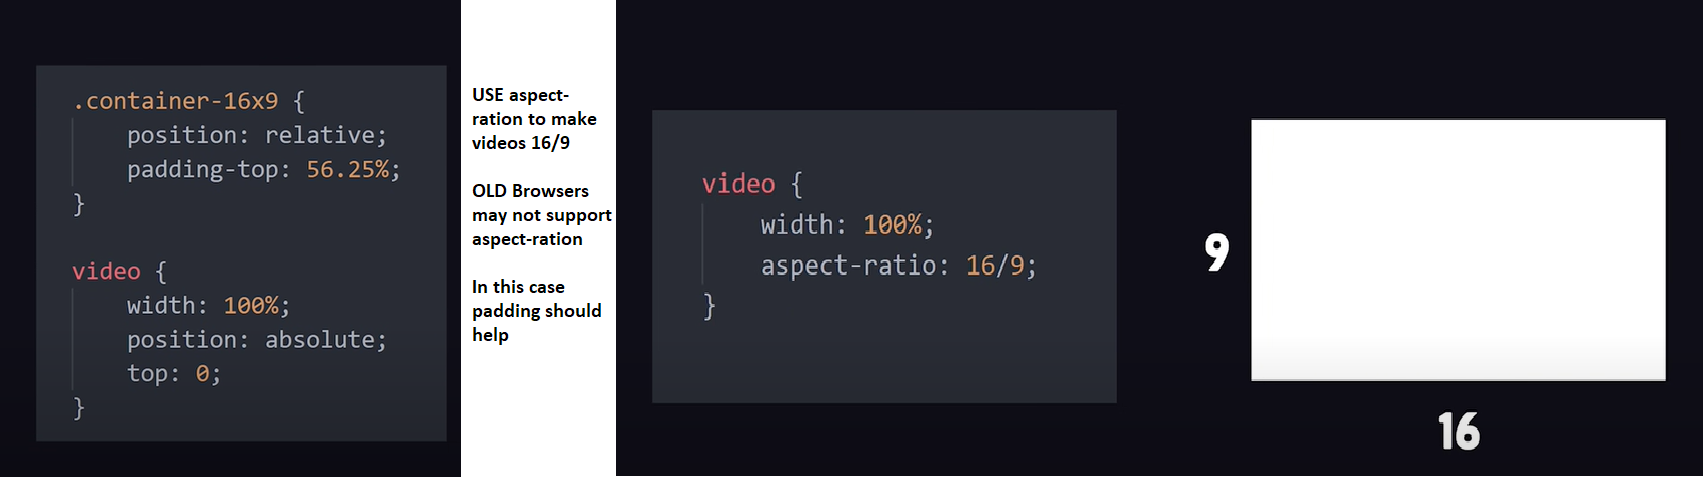 .container-16x9 {
position: relative;
padding-top: 56.25%;
}
video {
width: 100%;
position: absolute;
top: 0;
}
USE aspect-
ration to make
videos 16/9
OLD Browsers
may not support
aspect-ration
In this case
padding should
help
video {
width: 100%;
aspect-ratio: 16/9;
}
9
16